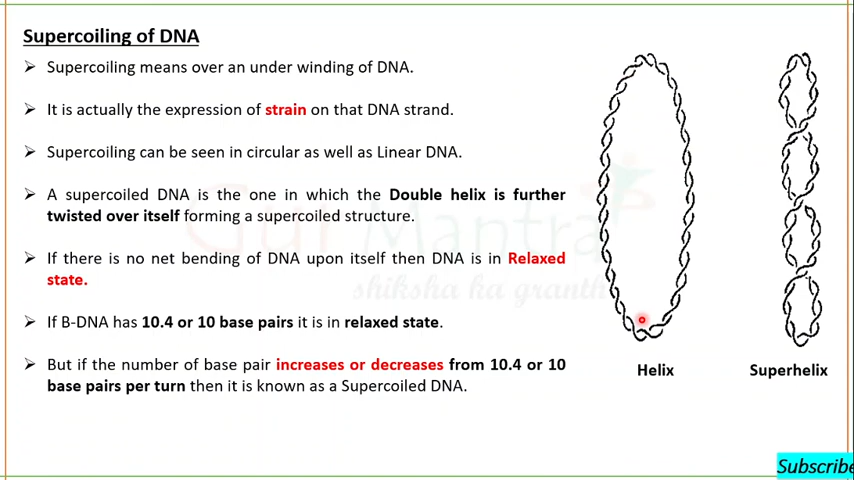 Supercoiling of DNA
➢ Supercoiling means over an under winding of DNA.
➢ It is actually the expression of strain on that DNA strand.
➢ Supercoiling can be seen in circular as well as Linear DNA.
➢ A supercoiled DNA is the one in which the Double helix is further
twisted over itself forming a supercoiled structure.
➢ If there is no net bending of DNA upon itself then DNA is in Relaxed
state.
➢ If B-DNA has 10.4 or 10 base pairs it is in relaxed state.
➢ But if the number of base pair increases or decreases from 10.4 or 10
base pairs per turn then it is known as a Supercoiled DNA.
Helix
Superhelix
Gur Mantra
shiksha ka granth
Subscribe